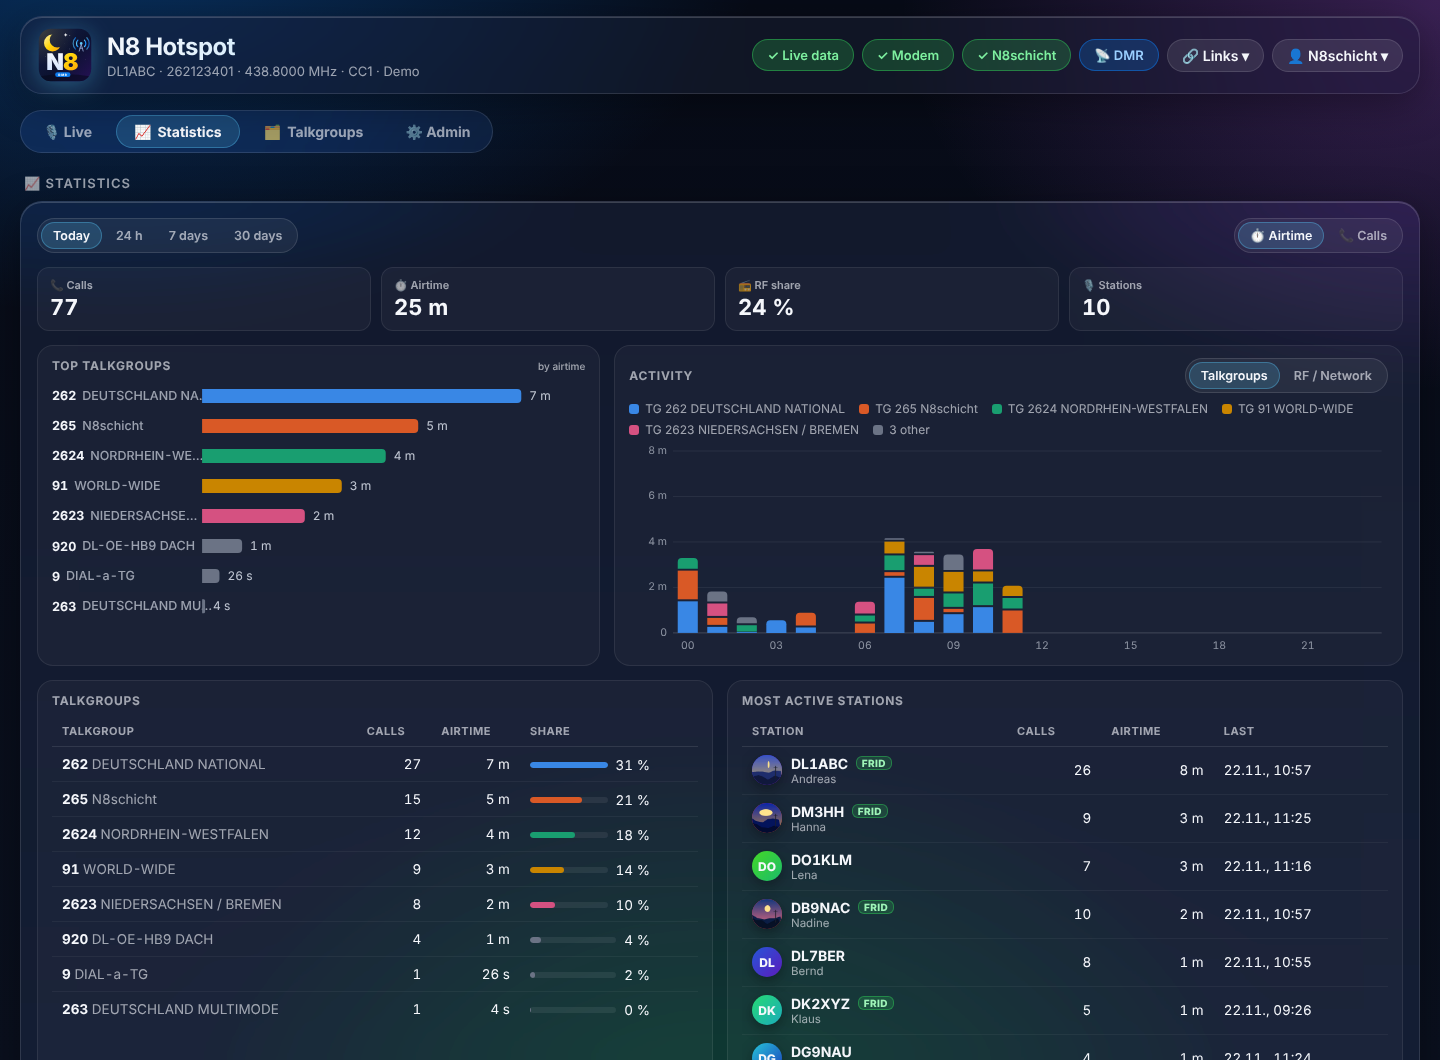 N8 Hotspot
DL1ABC · 262123401 · 438.8000 MHz · CC1 · Demo
N8
✓ Live data
✓ Modem
✓ N8schicht
DMR
Links ▾
N8schicht ▾
Live
Statistics
Talkgroups
Admin
STATISTICS
Today
24 h
7 days
30 days
Airtime
Calls
Calls
77
Airtime
25 m
RF share
24 %
Stations
10
TOP TALKGROUPS
by airtime
262 DEUTSCHLAND NA.. 7 m
265 N8schicht 5 m
2624 NORDRHEIN-WE... 4 m
91 WORLD-WIDE 3 m
2623 NIEDERSACHSE... 2 m
920 DL-OE-HB9 DACH 1 m
9 DIAL-a-TG 26 s
263 DEUTSCHLAND MU... 4 s
ACTIVITY
Talkgroups
RF / Network
TG 262 DEUTSCHLAND NATIONAL
TG 265 N8schicht
TG 2624 NORDRHEIN-WESTFALEN
TG 91 WORLD-WIDE
TG 2623 NIEDERSACHSEN / BREMEN
3 other
8 m
6 m
4 m
2 m
0
00 03 06 09 12 15 18 21
TALKGROUPS
TALKGROUP CALLS AIRTIME SHARE
262 DEUTSCHLAND NATIONAL 27 7 m 31 %
265 N8schicht 15 5 m 21 %
2624 NORDRHEIN-WESTFALEN 12 4 m 18 %
91 WORLD-WIDE 9 3 m 14 %
2623 NIEDERSACHSEN / BREMEN 8 2 m 10 %
920 DL-OE-HB9 DACH 4 1 m 4 %
9 DIAL-a-TG 1 26 s 2 %
263 DEUTSCHLAND MULTIMODE 1 4 s 0 %
MOST ACTIVE STATIONS
STATION CALLS AIRTIME LAST
DL1ABC FRID 26 8 m 22.11., 10:57
Andreas
DM3HH FRID 9 3 m 22.11., 11:25
Hanna
DO DO1KLM 7 3 m 22.11., 11:16
Lena
DB9NAC FRID 10 2 m 22.11., 10:57
Nadine
DL DL7BER 8 1 m 22.11., 10:55
Bernd
DK DK2XYZ FRID 5 1 m 22.11., 09:26
Klaus
DG DG9NAU 4 1 m 22.11., 11:24